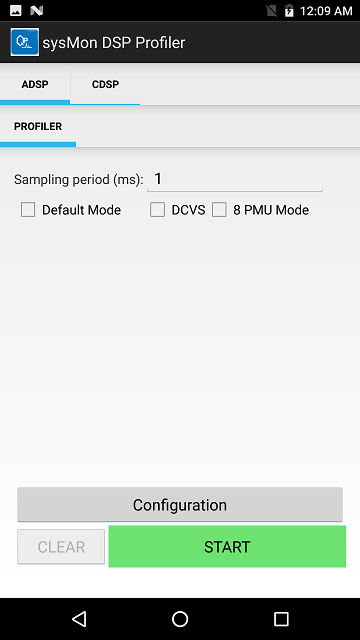 12:09 AM
sysMon DSP Profiler
ADSP CDSP
PROFILER
Sampling period (ms): 1
Default Mode DCVS 8 PMU Mode
Configuration
CLEAR START